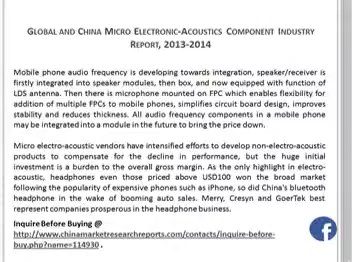 GLOBAL AND CHINA MICRO ELECTRONIC-ACOUSTICS COMPONENT INDUSTRY
REPORT, 2013-2014
Mobile phone audio frequency is developing towards integration, speaker/receiver is
firstly integrated into speaker modules, then box, and now equipped with function of
LDS antenna. Then there is microphone mounted on FPC which enables flexibility for
addition of multiple FPCs to mobile phones, simplifies circuit board design, improves
stability and reduces thickness. All audio frequency components in a mobile phone
may be integrated into a module in the future to bring the price down.
Micro electro-acoustic vendors have intensified efforts to develop non-electro-acoustic
products to compensate for the decline in performance, but the huge initial
investment is a burden to the overall gross margin. As the only highlight in electro-
acoustic, headphones even those priced above USD100 won the broad market
following the popularity of expensive phones such as iPhone, so did China's bluetooth
headphone in the wake of booming auto sales. Merry, Cresyn and GoerTek best
represent companies prosperous in the headphone business.
Inquire Before Buying @
http://www.chinamarketresearchreports.com/contacts/inquire-before-
buy.php?name=114930 .
f